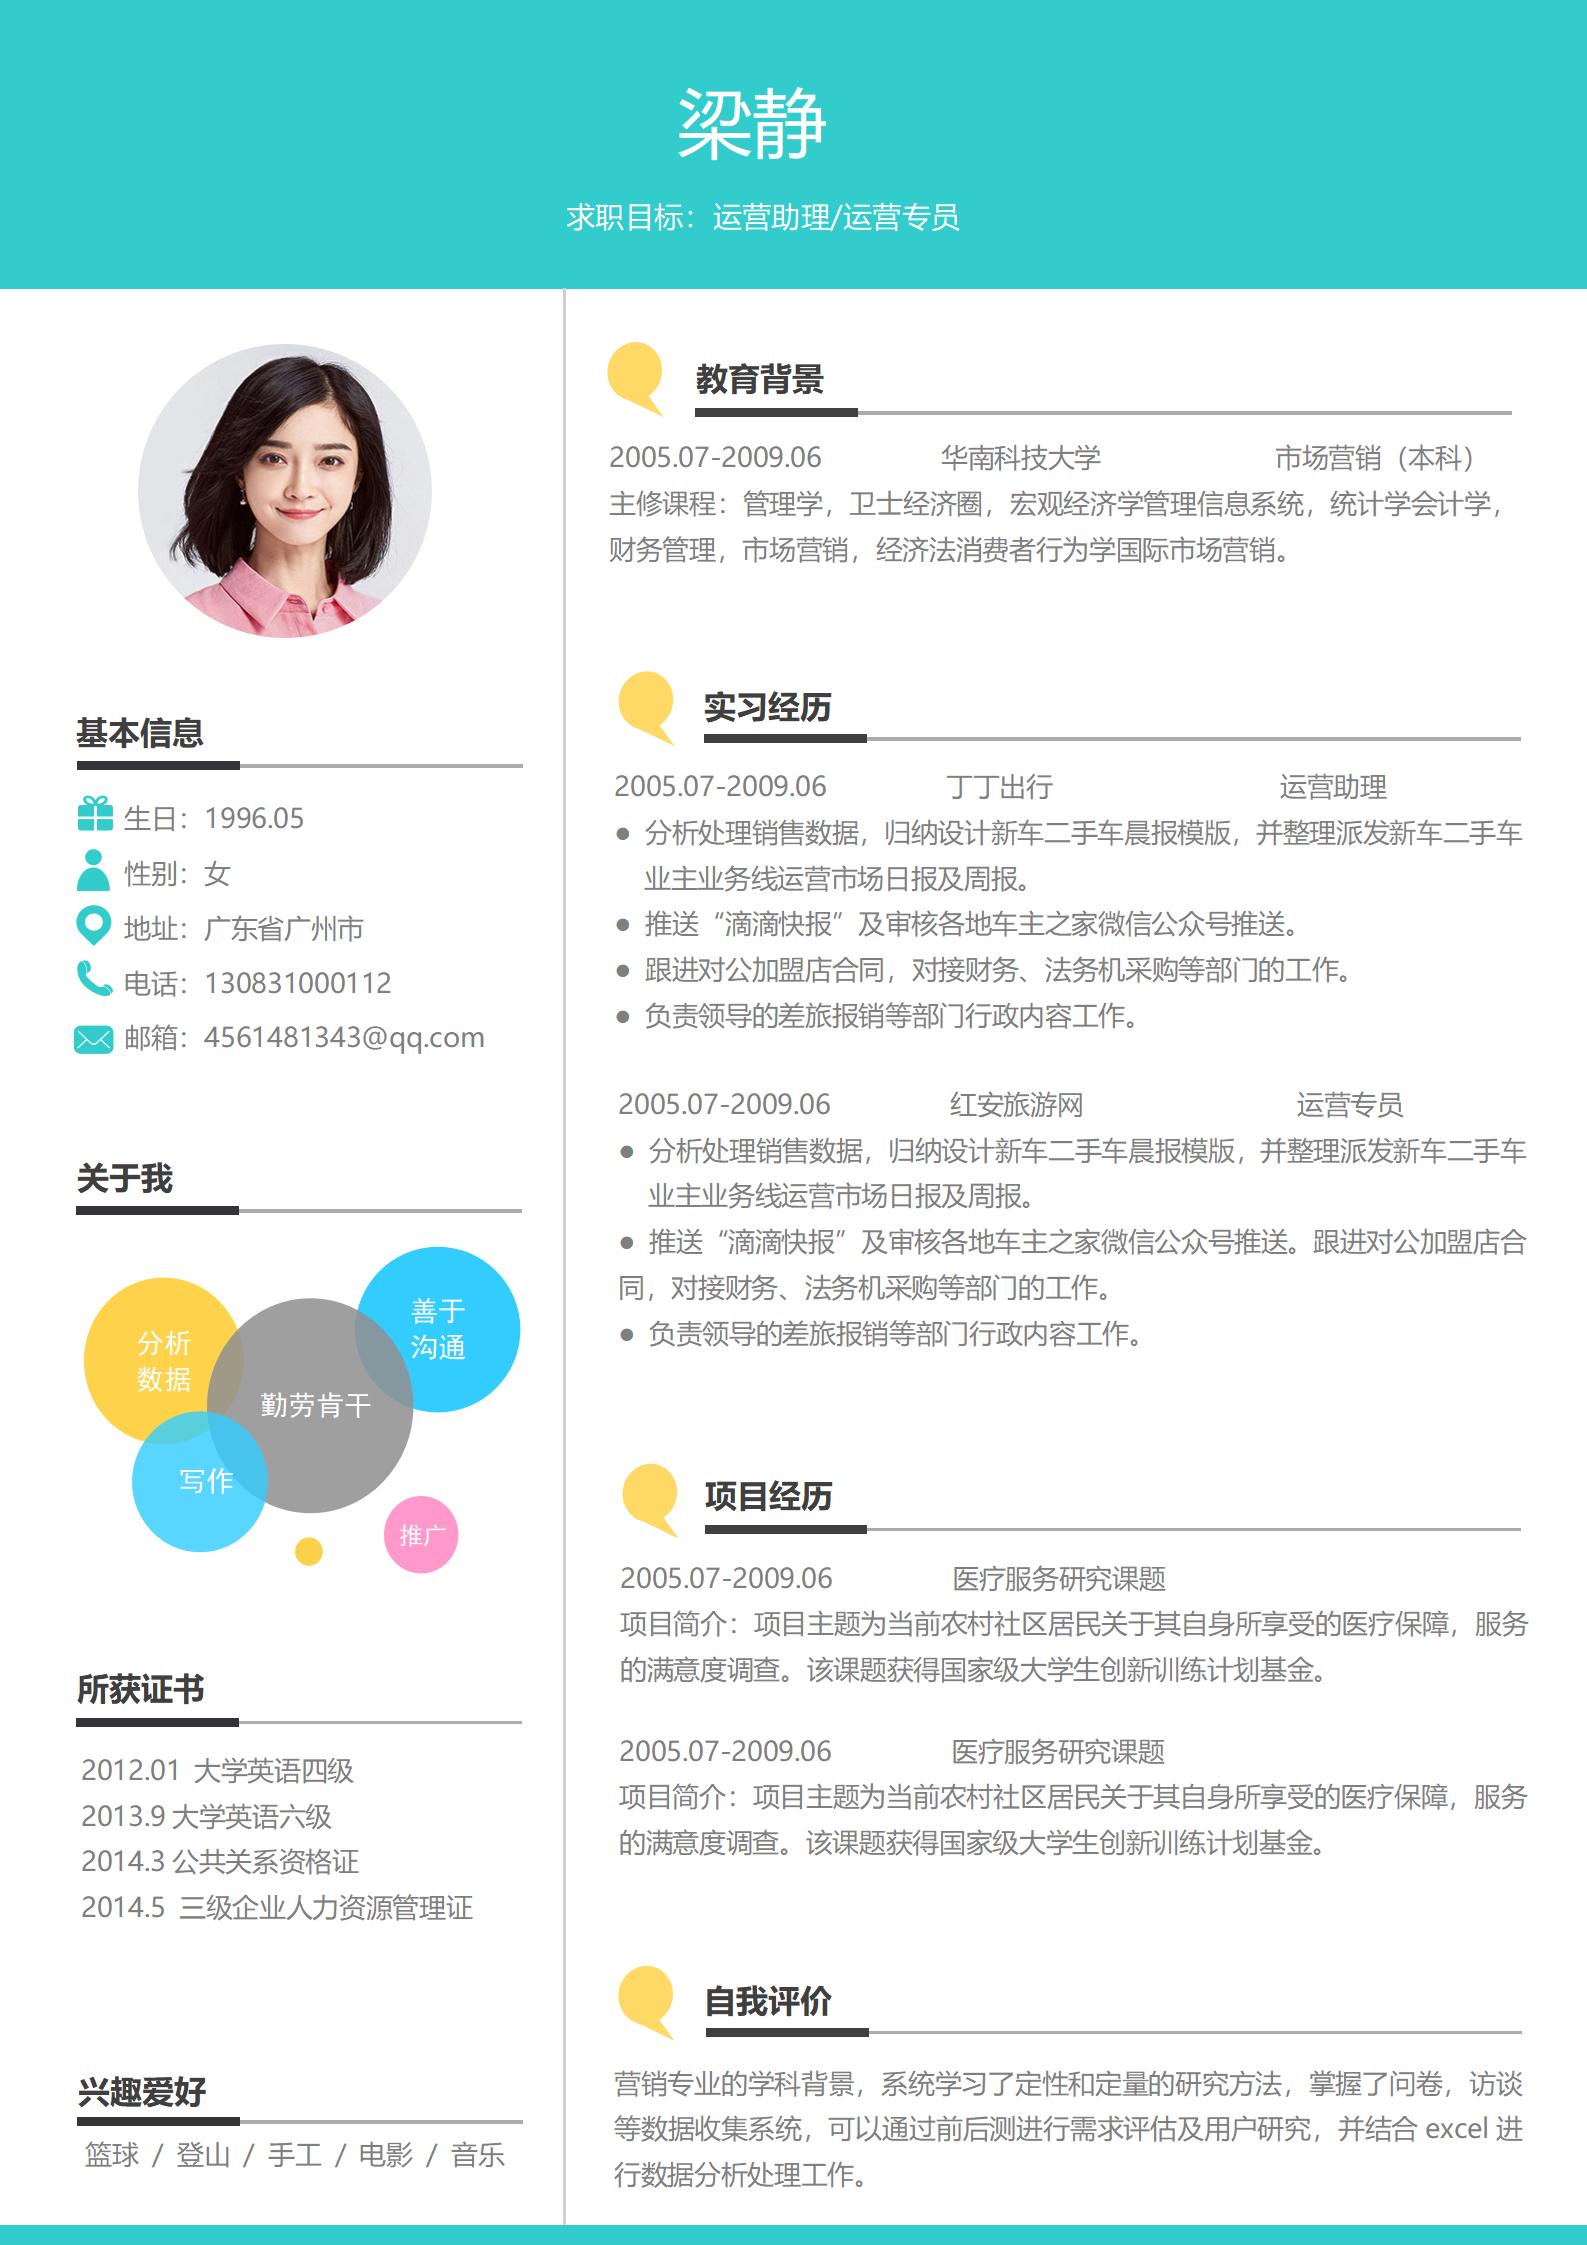 梁静
求职目标：运营助理/运营专员
基本信息
生日：1996.05
性别：女
地址：广东省广州市
电话：130831000112
邮箱：4561481343@qq.com
关于我
分析
数据
善于
沟通
勤劳肯干
写作
推广
所获证书
2012.01 大学英语四级
2013.9 大学英语六级
2014.3 公共关系资格证
2014.5 三级企业人力资源管理证
兴趣爱好
篮球 / 登山 / 手工 / 电影 / 音乐
教育背景
2005.07-2009.06 华南科技大学 市场营销（本科）
主修课程：管理学，卫士经济圈，宏观经济学管理信息系统，统计学会计学，
财务管理，市场营销，经济法消费者行为学国际市场营销。
实习经历
2005.07-2009.06 丁丁出行 运营助理
● 分析处理销售数据，归纳设计新车二手车晨报模版，并整理派发新车二手车
业主业务线运营市场日报及周报。
● 推送“滴滴快报”及审核各地车主之家微信公众号推送。
● 跟进对公加盟店合同，对接财务、法务机采购等部门的工作。
● 负责领导的差旅报销等部门行政内容工作。
2005.07-2009.06 红安旅游网 运营专员
● 分析处理销售数据，归纳设计新车二手车晨报模版，并整理派发新车二手车
业主业务线运营市场日报及周报。
● 推送“滴滴快报”及审核各地车主之家微信公众号推送。跟进对公加盟店合
同，对接财务、法务机采购等部门的工作。
● 负责领导的差旅报销等部门行政内容工作。
项目经历
2005.07-2009.06 医疗服务研究课题
项目简介：项目主题为当前农村社区居民关于其自身所享受的医疗保障，服务
的满意度调查。该课题获得国家级大学生创新训练计划基金。
2005.07-2009.06 医疗服务研究课题
项目简介：项目主题为当前农村社区居民关于其自身所享受的医疗保障，服务
的满意度调查。该课题获得国家级大学生创新训练计划基金。
自我评价
营销专业的学科背景，系统学习了定性和定量的研究方法，掌握了问卷，访谈
等数据收集系统，可以通过前后测进行需求评估及用户研究，并结合 excel 进
行数据分析处理工作。